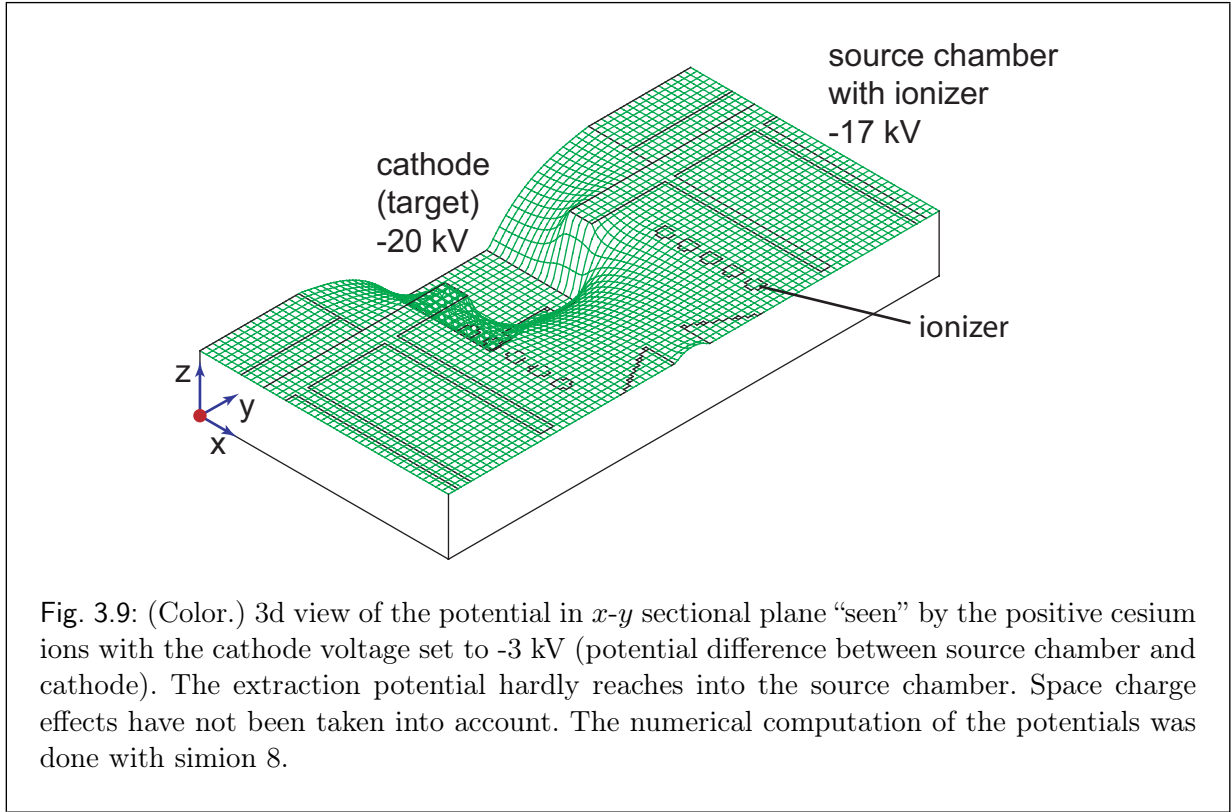 source chamber
with ionizer
-17 kV
cathode
(target)
-20 kV
ionizer
z
y
x
Fig. 3.9: (Color.) 3d view of the potential in x-y sectional plane “seen” by the positive cesium
ions with the cathode voltage set to -3 kV (potential difference between source chamber and
cathode). The extraction potential hardly reaches into the source chamber. Space charge
effects have not been taken into account. The numerical computation of the potentials was
done with simion 8.